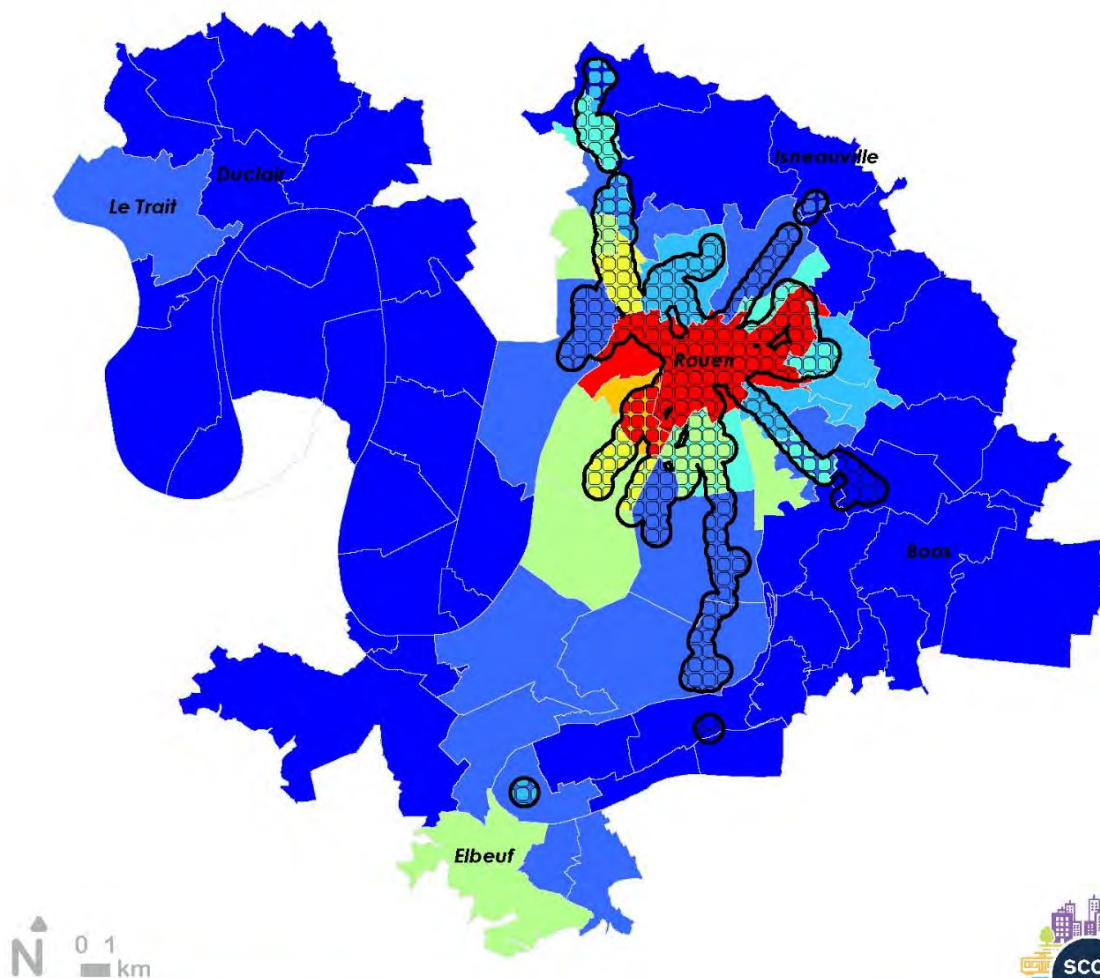 Isneauville
Duclair
Le Trait
Rouen
Boos
Elbeuf
N 0 1
km
SCO